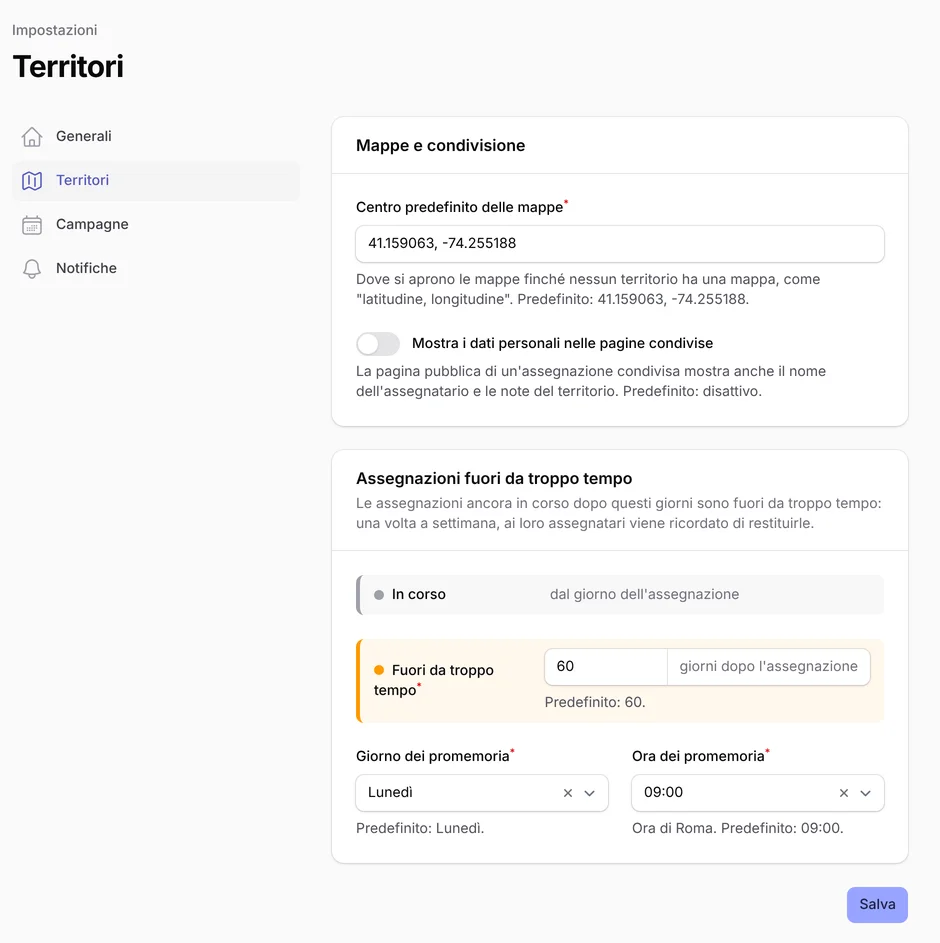 Impostazioni
Territori
Generali
Territori
Campagne
Notifiche
Mappe e condivisione
Centro predefinito delle mappe*
41.159063, -74.255188
Dove si aprono le mappe finché nessun territorio ha una mappa, come
"latitudine, longitudine". Predefinito: 41.159063, -74.255188.
Mostra i dati personali nelle pagine condivise
La pagina pubblica di un'assegnazione condivisa mostra anche il nome
dell'assegnatario e le note del territorio. Predefinito: disattivo.
Assegnazioni fuori da troppo tempo
Le assegnazioni ancora in corso dopo questi giorni sono fuori da troppo tempo:
una volta a settimana, ai loro assegnatari viene ricordato di restituirle.
In corso dal giorno dell'assegnazione
Fuori da troppo
tempo*
60 giorni dopo l'assegnazione
Predefinito: 60.
Giorno dei promemoria*
Lunedì
Predefinito: Lunedì.
Ora dei promemoria*
09:00
Ora di Roma. Predefinito: 09:00.
Salva